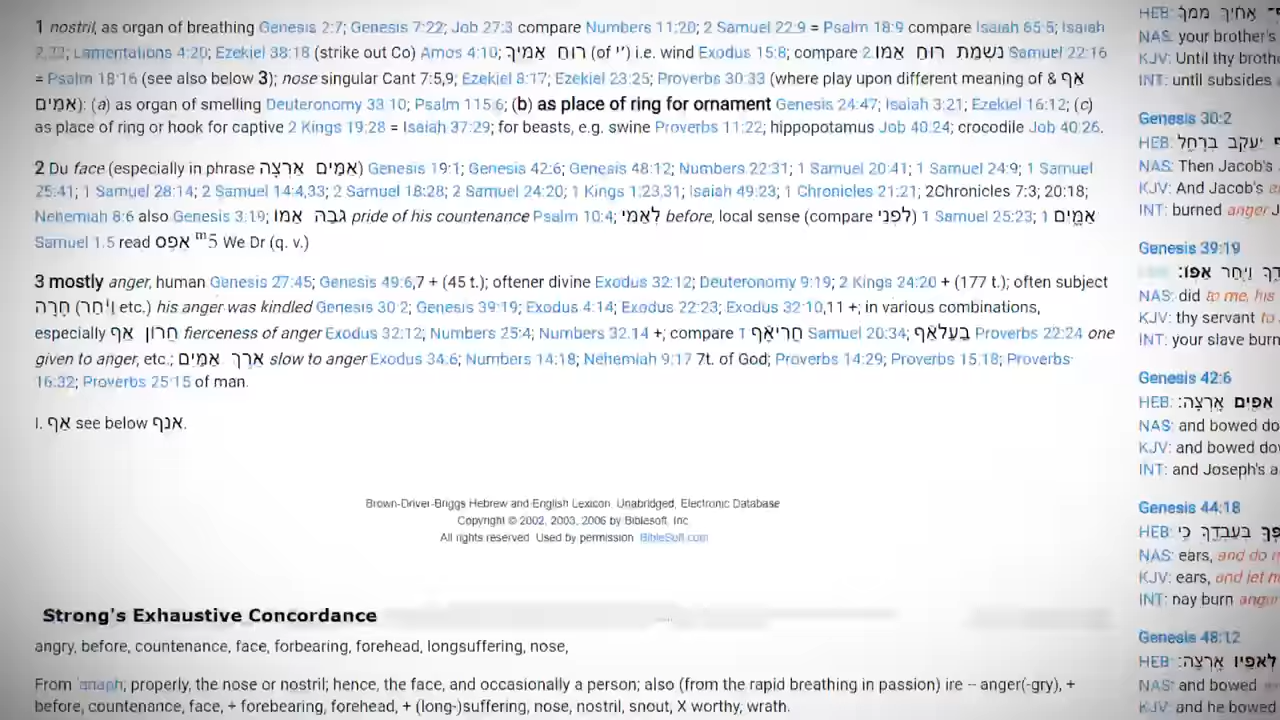 1 nostril, as organ of breathing Genesis 2:7; Genesis 7:22; Job 27:3 compare Numbers 11:20; 2 Samuel 22:9 = Psalm 18:9 compare Isaiah 65:5; Isaiah
2:22; Lamentations 4:20; Ezekiel 38:18 (strike out Co) Amos 4:10; רוּחַ אַמֶּיךָ (of ׳י) i.e. wind Exodus 15:8; compare 2 נִשְׁמַת רוּחַ אַמּוֹ Samuel 22:16
= Psalm 18:16 (see also below 3); nose singular Cant 7:5,9; Ezekiel 8:17; Ezekiel 23:25; Proverbs 30:33 (where play upon different meaning of & אַף
אַמִּים): (a) as organ of smelling Deuteronomy 33:10; Psalm 115:6; (b) as place of ring for ornament Genesis 24:47; Isaiah 3:21; Ezekiel 16:12; (c)
as place of ring or hook for captive 2 Kings 19:28 = Isaiah 37:29; for beasts, e.g. swine Proverbs 11:22; hippopotamus Job 40:24; crocodile Job 40:26.
2 Du face (especially in phrase אַמִּים אַרְצָה) Genesis 19:1; Genesis 42:6; Genesis 48:12; Numbers 22:31; 1 Samuel 20:41; 1 Samuel 24:9; 1 Samuel
25:41; 1 Samuel 28:14; 2 Samuel 14:4,33; 2 Samuel 18:28; 2 Samuel 24:20; 1 Kings 1:23,31; Isaiah 49:23; 1 Chronicles 21:21; 2Chronicles 7:3; 20:18;
Nehemiah 8:6 also Genesis 3:19; גבַהּ אַמּוֹ pride of his countenance Psalm 10:4; לְאַמֵּי before, local sense (compare לִפְנֵי) 1 Samuel 25:23; 1 אַמַּיִם
Samuel 1.5 read אפס m5 We Dr (q. v.)
3 mostly anger, human Genesis 27:45; Genesis 49:6,7 + (45 t.); oftener divine Exodus 32:12; Deuteronomy 9:19; 2 Kings 24:20 + (177 t.); often subject
חָרָה (וַיִּחַר etc.) his anger was kindled Genesis 30:2; Genesis 39:19; Exodus 4:14; Exodus 22:23; Exodus 32:10,11 +; in various combinations,
especially חֲרוֹן אַף fierceness of anger Exodus 32:12; Numbers 25:4; Numbers 32.14 +; compare 1 חֳרִיאַֿף Samuel 20:34; בַּעַלאַֿף Proverbs 22:24 one
given to anger, etc.; אֶרֶךְ אַמִּים slow to anger Exodus 34:6; Numbers 14:18; Nehemiah 9:17 7t. of God; Proverbs 14:29; Proverbs 15:18; Proverbs
16:32; Proverbs 25:15 of man.
I. אַף see below אנף.
Brown-Driver-Briggs Hebrew and English Lexicon, Unabridged, Electronic Database
Copyright © 2002, 2003, 2006 by Biblesoft, Inc
All rights reserved. Used by permission. BibleSoft.com
Strong's Exhaustive Concordance
angry, before, countenance, face, forbearing, forehead, longsuffering, nose,
From 'anaph; properly, the nose or nostril; hence, the face, and occasionally a person; also (from the rapid breathing in passion) ire -- anger(-gry), +
before, countenance, face, + forebearing, forehead, + (long-)suffering, nose, nostril, snout, X worthy, wrath.
HEB: אָחִיךָ מִמְּךָ
NAS: your brother's
KJV: Until thy broth
INT: until subsides
Genesis 30:2
HEB: יַעֲקֹב בְּרָחֵל
NAS: Then Jacob's
KJV: And Jacob's
INT: burned anger J
Genesis 39:19
וַיִּחַר אַפּוֹ׃
NAS: did to me, his
KJV: thy servant to
INT: your slave burn
Genesis 42:6
HEB: אַפַּיִם אָרְצָה׃
NAS: and bowed do
KJV: and bowed do
INT: and Joseph's
Genesis 44:18
HEB: בְּעַבְדֶּךָ כִּי
NAS: ears, and do
KJV: ears, and let
INT: nay burn
Genesis 48:12
HEB: לְאַפָּיו אָרְצָה׃
NAS: and bowed
KJV: and he bowed